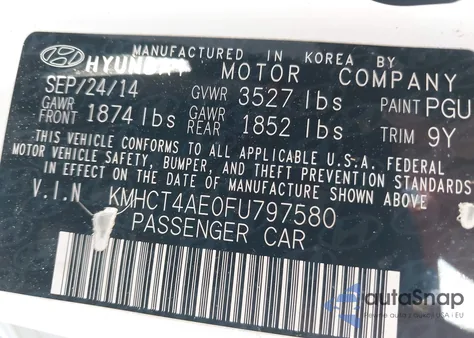 MANUFACTURED IN KOREA BY
HYUNDAI MOTOR COMPANY
SEP/24/14 GVWR 3527 lbs PAINT PGU
GAWR FRONT 1874 lbs GAWR REAR 1852 lbs TRIM 9Y
THIS VEHICLE CONFORMS TO ALL APPLICABLE U.S.A. FEDERAL
MOTOR VEHICLE SAFETY, BUMPER, AND THEFT PREVENTION STANDARDS
IN EFFECT ON THE DATE OF MANUFACTURE SHOWN ABOVE.
V.I.N KMHCT4AE0FU797580
PASSENGER CAR
autoSnap